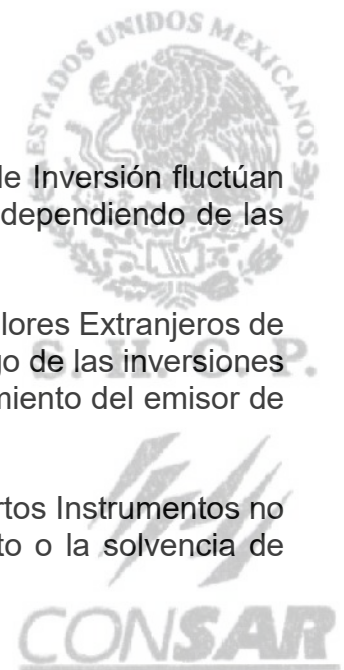 ESTADOS UNIDOS MEXICANOS
de Inversión fluctúan
dependiendo de las
lores Extranjeros de
go de las inversiones
S. H. C. P.
miento del emisor de
rtos Instrumentos no
to o la solvencia de
CONSAR